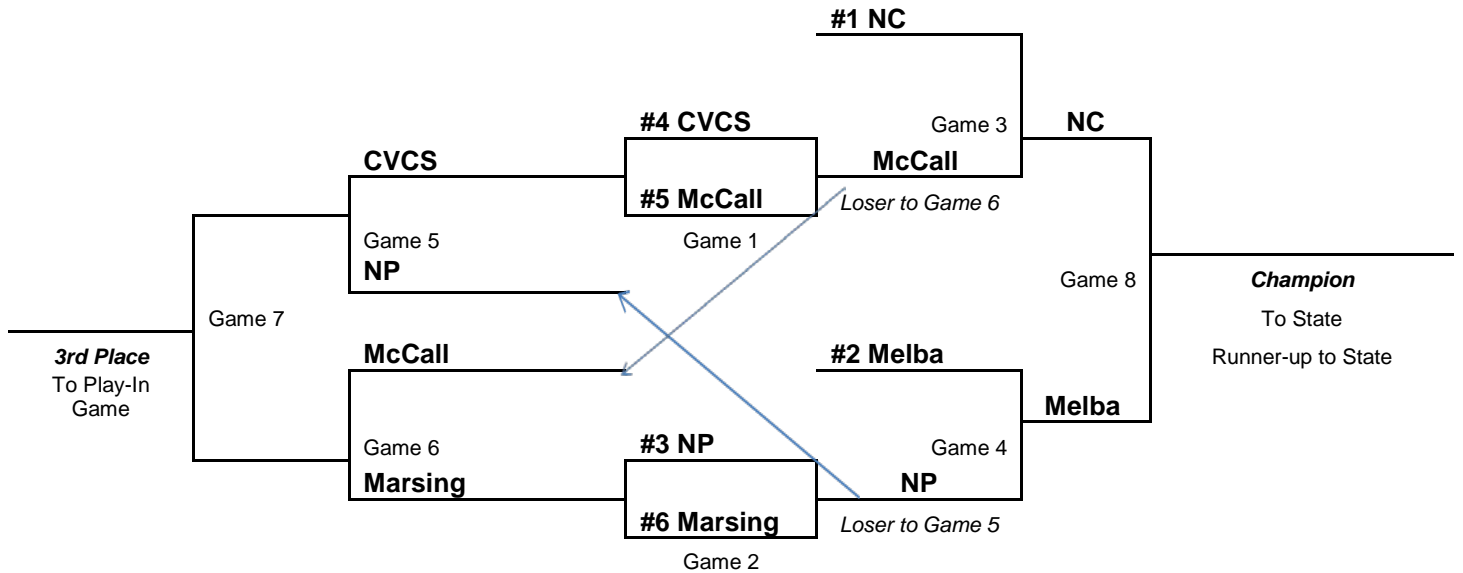 #1 NC
#4 CVCS
Game 3
NC
CVCS
McCall
#5 McCall
Loser to Game 6
Game 5
Game 1
NP
Game 8
Champion
Game 7
To State
3rd Place
McCall
#2 Melba
Runner-up to State
To Play-In
Game
Melba
Game 6
#3 NP
Game 4
Marsing
NP
#6 Marsing
Loser to Game 5
Game 2